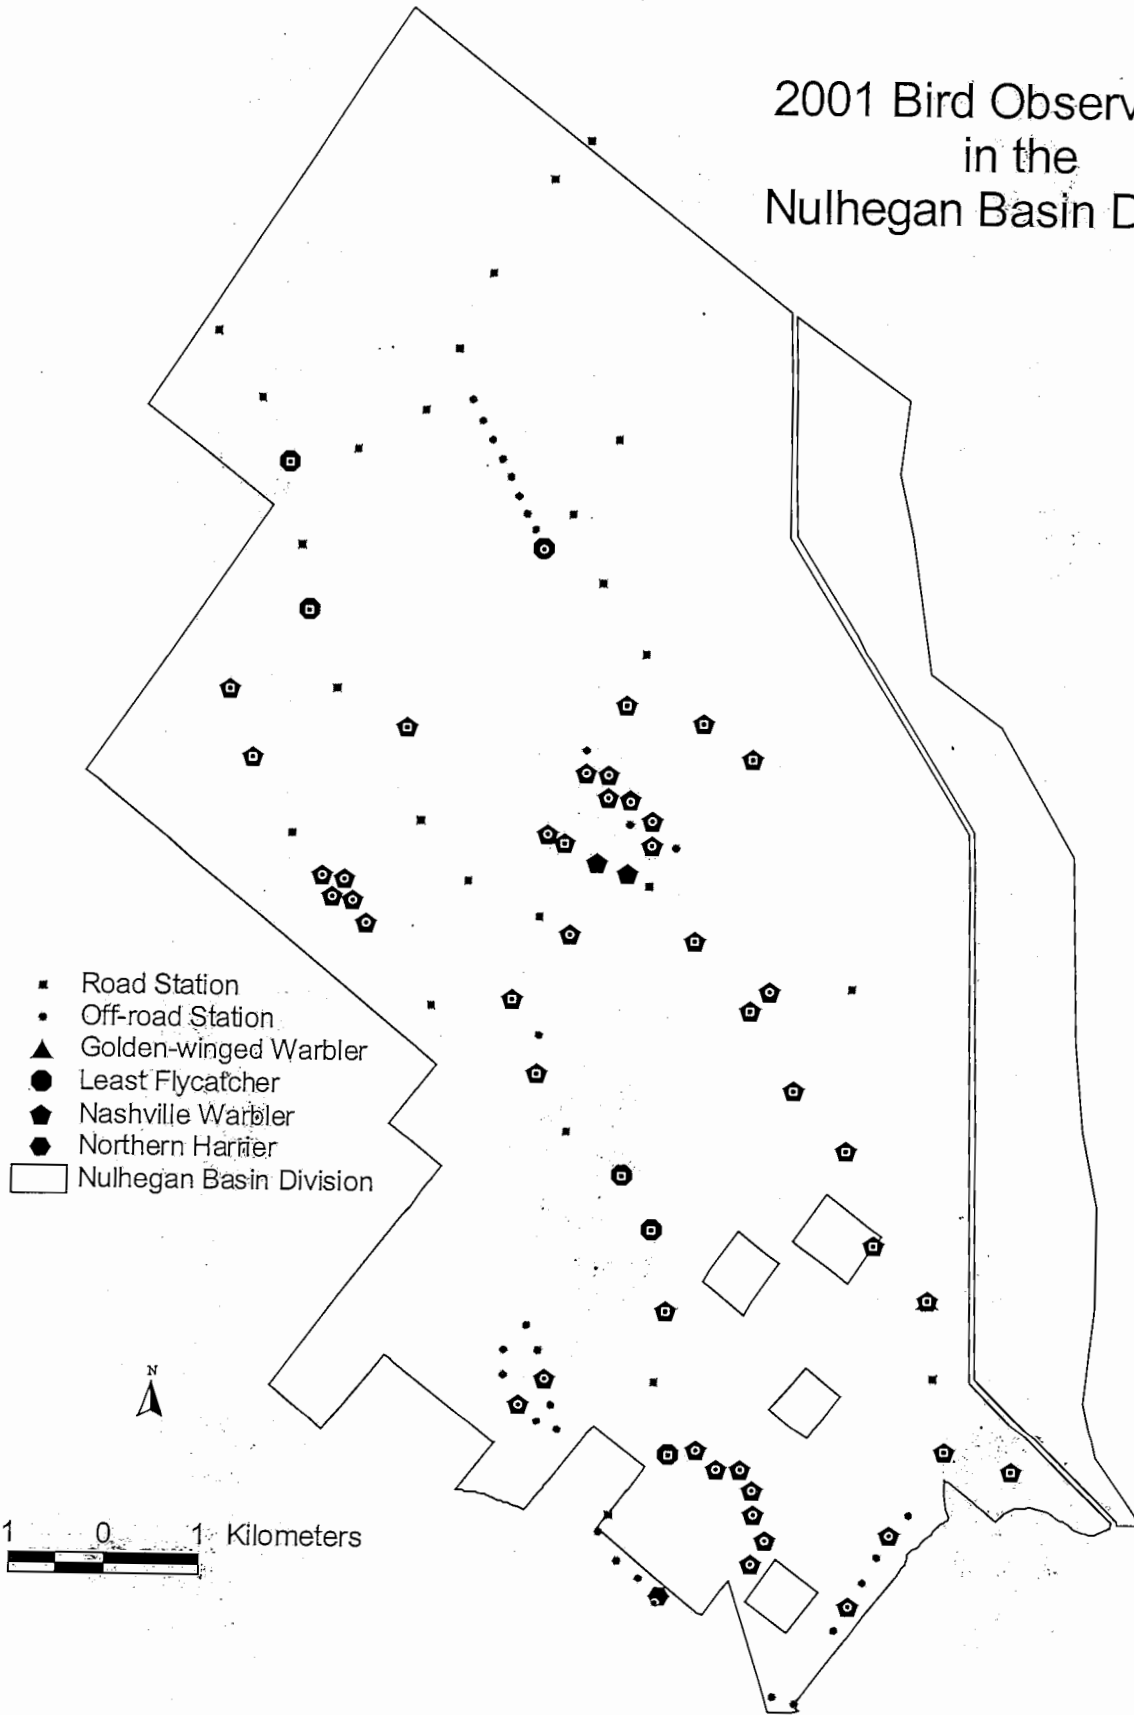 2001 Bird Observ
in the
Nulhegan Basin D
Road Station
Off-road Station
Golden-winged Warbler
Least Flycatcher
Nashville Warbler
Northern Harrier
Nulhegan Basin Division
N
1 0 1 Kilometers